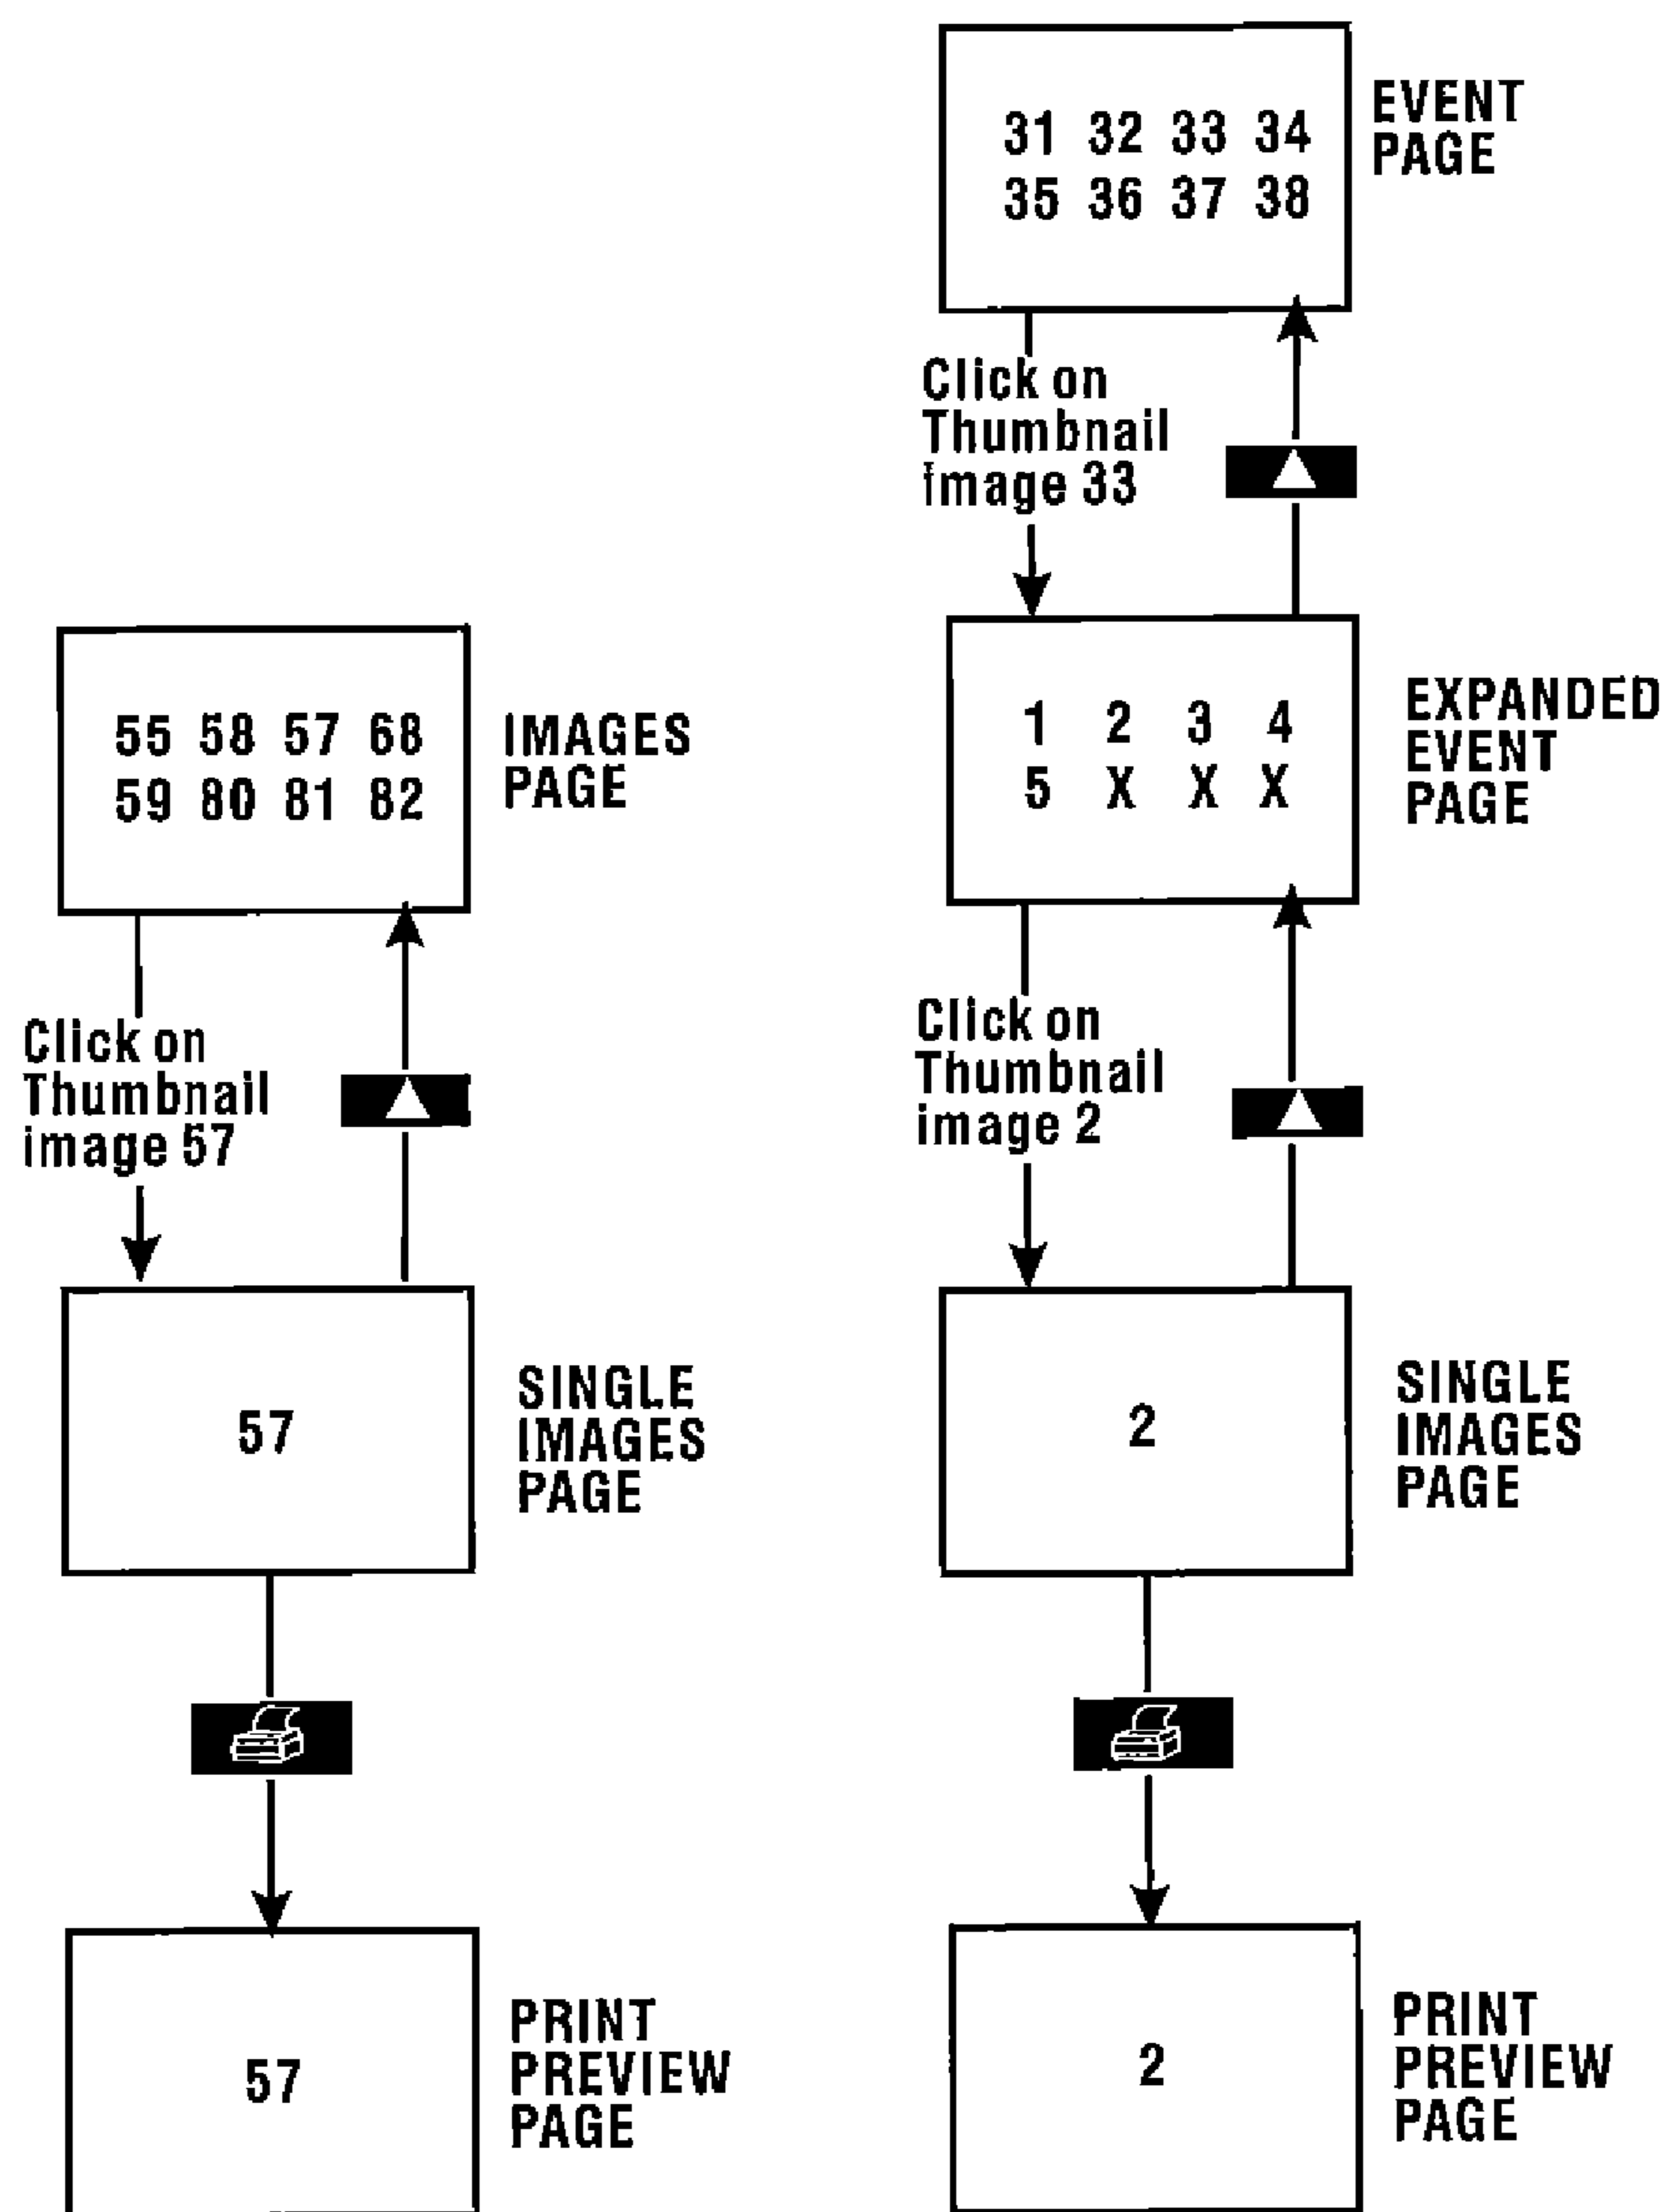 31 32 33 34
35 36 37 38
EVENT
PAGE
Click on
Thumbnail
image 33
1 2 3 4
5 X X X
EXPANDED
EVENT
PAGE
Click on
Thumbnail
image 2
2
SINGLE
IMAGES
PAGE
2
PRINT
PREVIEW
PAGE
55 58 57 68
59 80 81 82
IMAGES
PAGE
Click on
Thumbnail
image 57
57
SINGLE
IMAGES
PAGE
57
PRINT
PREVIEW
PAGE